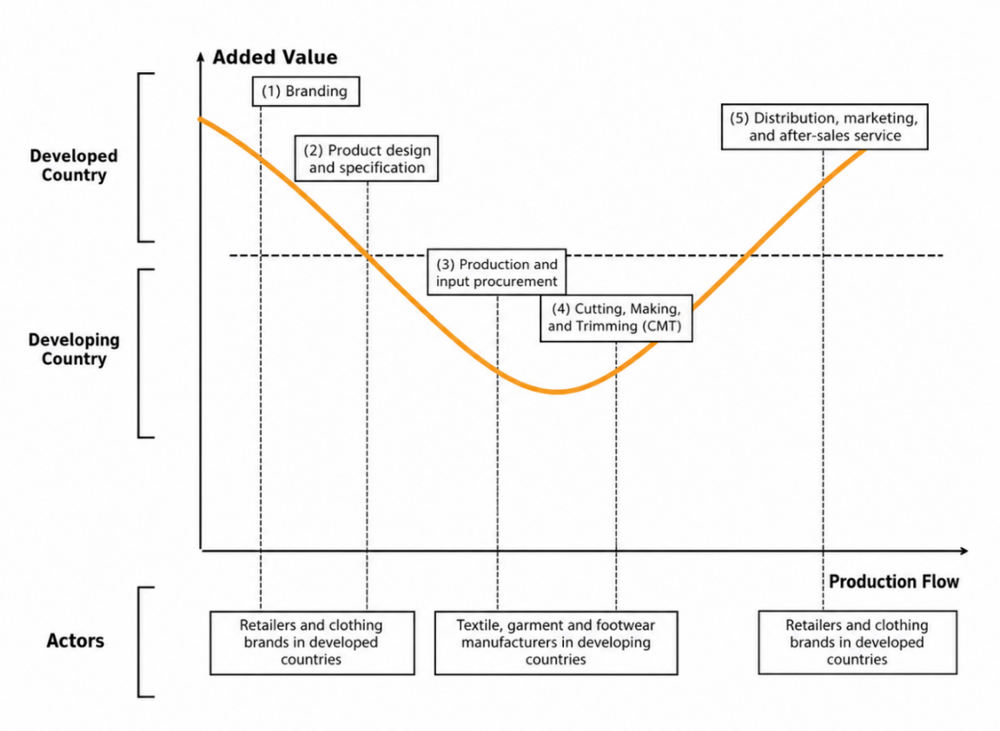 Added Value
(1) Branding
(2) Product design
and specification
(5) Distribution, marketing,
and after-sales service
Developed
Country
(3) Production and
input procurement
(4) Cutting, Making,
and Trimming (CMT)
Developing
Country
Production Flow
Actors
Retailers and clothing
brands in developed
countries
Textile, garment and footwear
manufacturers in developing
countries
Retailers and clothing
brands in developed
countries